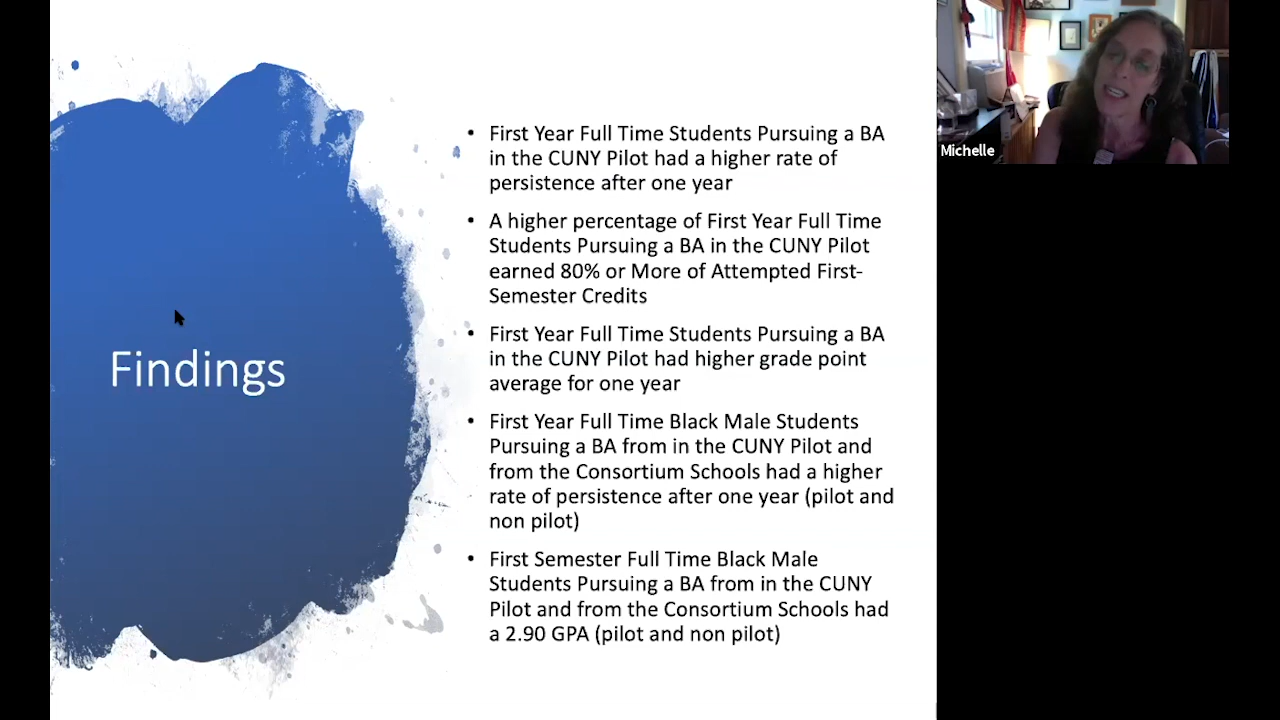 Findings
• First Year Full Time Students Pursuing a BA
in the CUNY Pilot had a higher rate of
persistence after one year
• A higher percentage of First Year Full Time
Students Pursuing a BA in the CUNY Pilot
earned 80% or More of Attempted First-
Semester Credits
• First Year Full Time Students Pursuing a BA
in the CUNY Pilot had higher grade point
average for one year
• First Year Full Time Black Male Students
Pursuing a BA from in the CUNY Pilot and
from the Consortium Schools had a higher
rate of persistence after one year (pilot and
non pilot)
• First Semester Full Time Black Male
Students Pursuing a BA from in the CUNY
Pilot and from the Consortium Schools had
a 2.90 GPA (pilot and non pilot)
Michelle